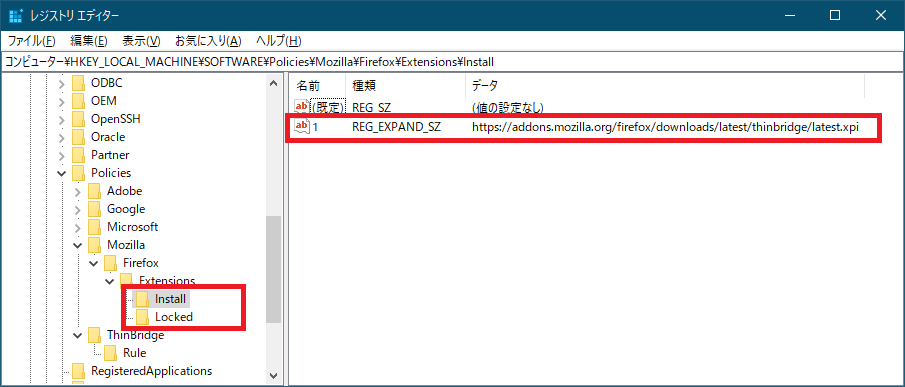 レジストリ エディター
ファイル(F) 編集(E) 表示(V) お気に入り(A) ヘルプ(H)
コンピューター¥HKEY_LOCAL_MACHINE¥SOFTWARE¥Policies¥Mozilla¥Firefox¥Extensions¥Install
ODBC
OEM
OpenSSH
Oracle
Partner
Policies
Adobe
Google
Microsoft
Mozilla
Firefox
Extensions
Install
Locked
ThinBridge
Rule
RegisteredApplications
名前 種類 データ
(既定) REG_SZ (値の設定なし)
1 REG_EXPAND_SZ https://addons.mozilla.org/firefox/downloads/latest/thinbridge/latest.xpi